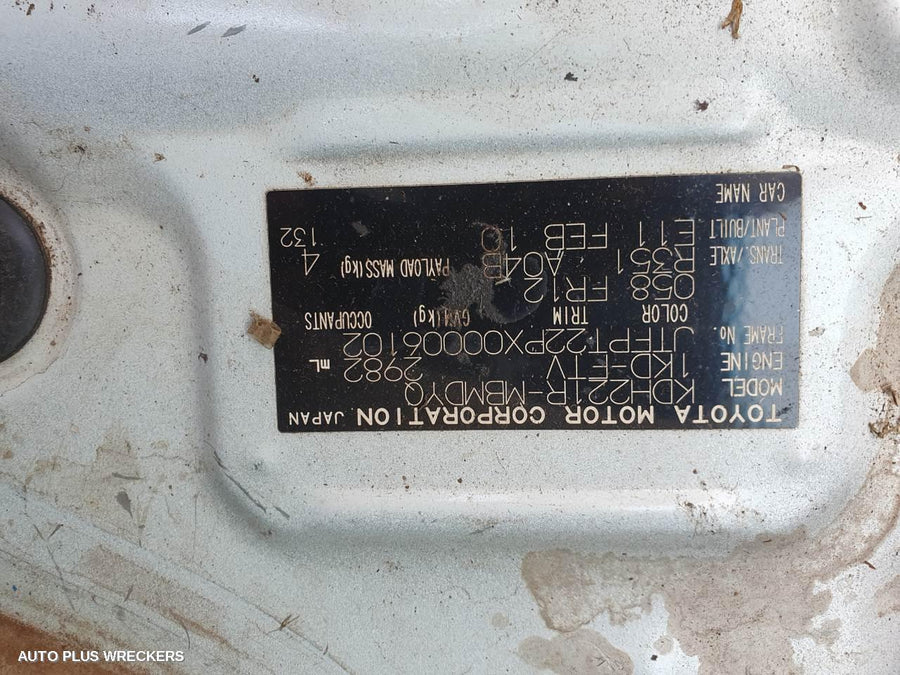 TOYOTA MOTOR CORPORATION JAPAN
MODEL KDH221R-MBMDYQ
ENGINE 1KD-FTV 2982 mL
FRAME No. JTFPT22PX00006102
COLOR TRIM GVM(kg) OCCUPANTS
058 FR12
TRANS./AXLE R351 A04B PAYLOAD MASS(kg) 4
PLANT/BUILT E11 FEB 10 132
CAR NAME
AUTO PLUS WRECKERS